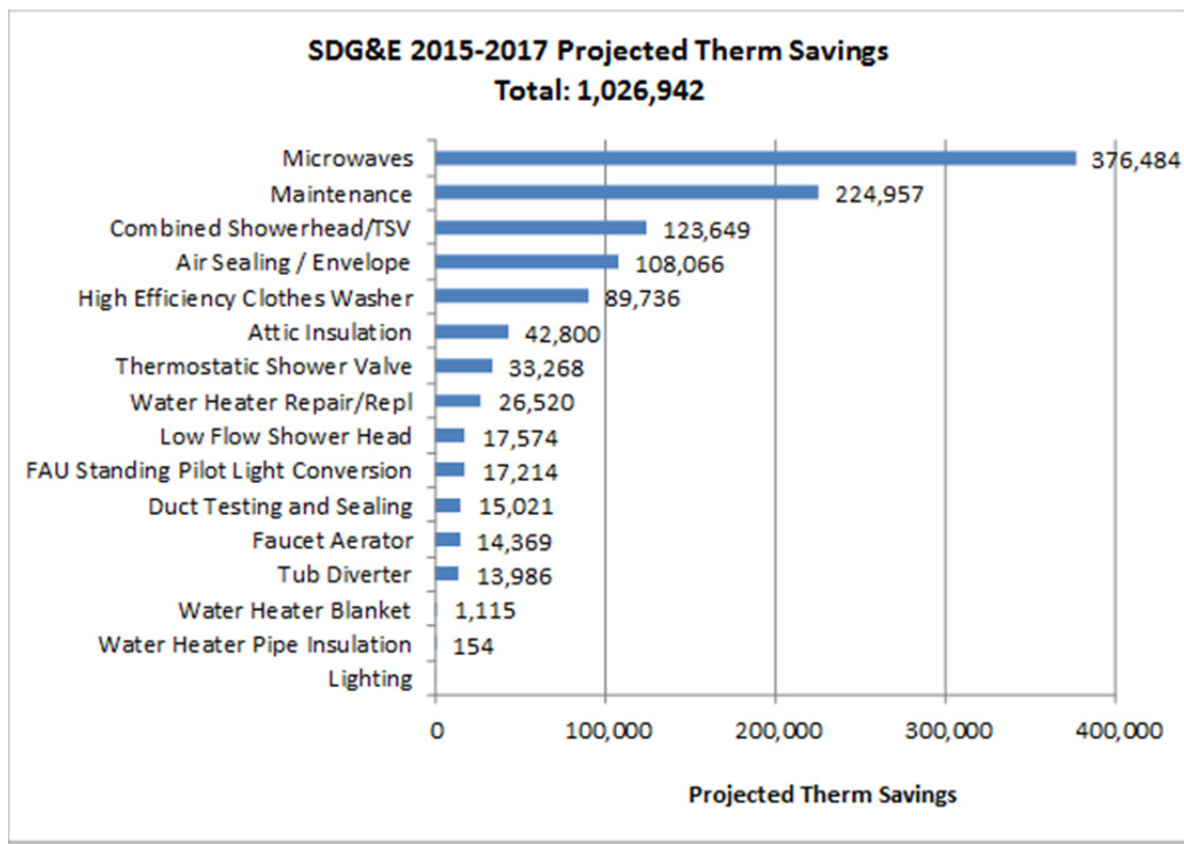 SDG&E 2015-2017 Projected Therm Savings
Total: 1,026,942
Microwaves 376,484
Maintenance 224,957
Combined Showerhead/TSV 123,649
Air Sealing / Envelope 108,066
High Efficiency Clothes Washer 89,736
Attic Insulation 42,800
Thermostatic Shower Valve 33,268
Water Heater Repair/Repl 26,520
Low Flow Shower Head 17,574
FAU Standing Pilot Light Conversion 17,214
Duct Testing and Sealing 15,021
Faucet Aerator 14,369
Tub Diverter 13,986
Water Heater Blanket 1,115
Water Heater Pipe Insulation 154
Lighting
0 100,000 200,000 300,000 400,000
Projected Therm Savings